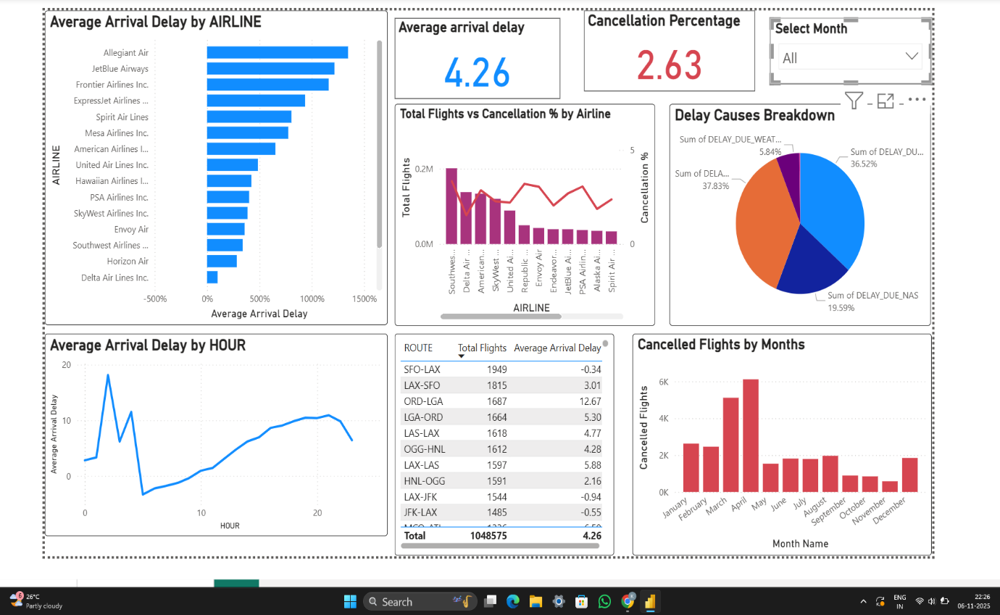 Average Arrival Delay by AIRLINE
AIRLINE
Allegiant Air
JetBlue Airways
Frontier Airlines Inc.
ExpressJet Airlines ...
Spirit Air Lines
Mesa Airlines Inc.
American Airlines I...
United Air Lines Inc.
Hawaiian Airlines I...
PSA Airlines Inc.
SkyWest Airlines Inc.
Envoy Air
Southwest Airlines ...
Horizon Air
Delta Air Lines Inc.
-500% 0% 500% 1000% 1500%
Average Arrival Delay
Average arrival delay
4.26
Cancellation Percentage
2.63
Select Month
All
Total Flights vs Cancellation % by Airline
Total Flights
0.2M
0.0M
5
0
Cancellation %
Southwes...
Delta Air ...
American...
SkyWest ...
United Ai...
Republic ...
Envoy Air
Endeavor...
JetBlue Ai...
PSA Airlin...
Alaska Ai...
Spirit Air ...
AIRLINE
Delay Causes Breakdown
Sum of DELAY_DUE_WEAT...
5.84%
Sum of DELAY_DU...
36.52%
Sum of DELA...
37.83%
Sum of DELAY_DUE_NAS
19.59%
Average Arrival Delay by HOUR
Average Arrival Delay
20
10
0
0 10 20
HOUR
ROUTE Total Flights Average Arrival Delay
SFO-LAX 1949 -0.34
LAX-SFO 1815 3.01
ORD-LGA 1687 12.67
LGA-ORD 1664 5.30
LAS-LAX 1618 4.77
OGG-HNL 1612 4.28
LAX-LAS 1597 5.88
HNL-OGG 1591 2.16
LAX-JFK 1544 -0.94
JFK-LAX 1485 -0.55
Total 1048575 4.26
Cancelled Flights by Months
Cancelled Flights
6K
4K
2K
0K
January
February
March
April
May
June
July
August
September
October
November
December
Month Name
6
26°C
Partly cloudy
Search
K
ENG
IN
22:26
06-11-2025